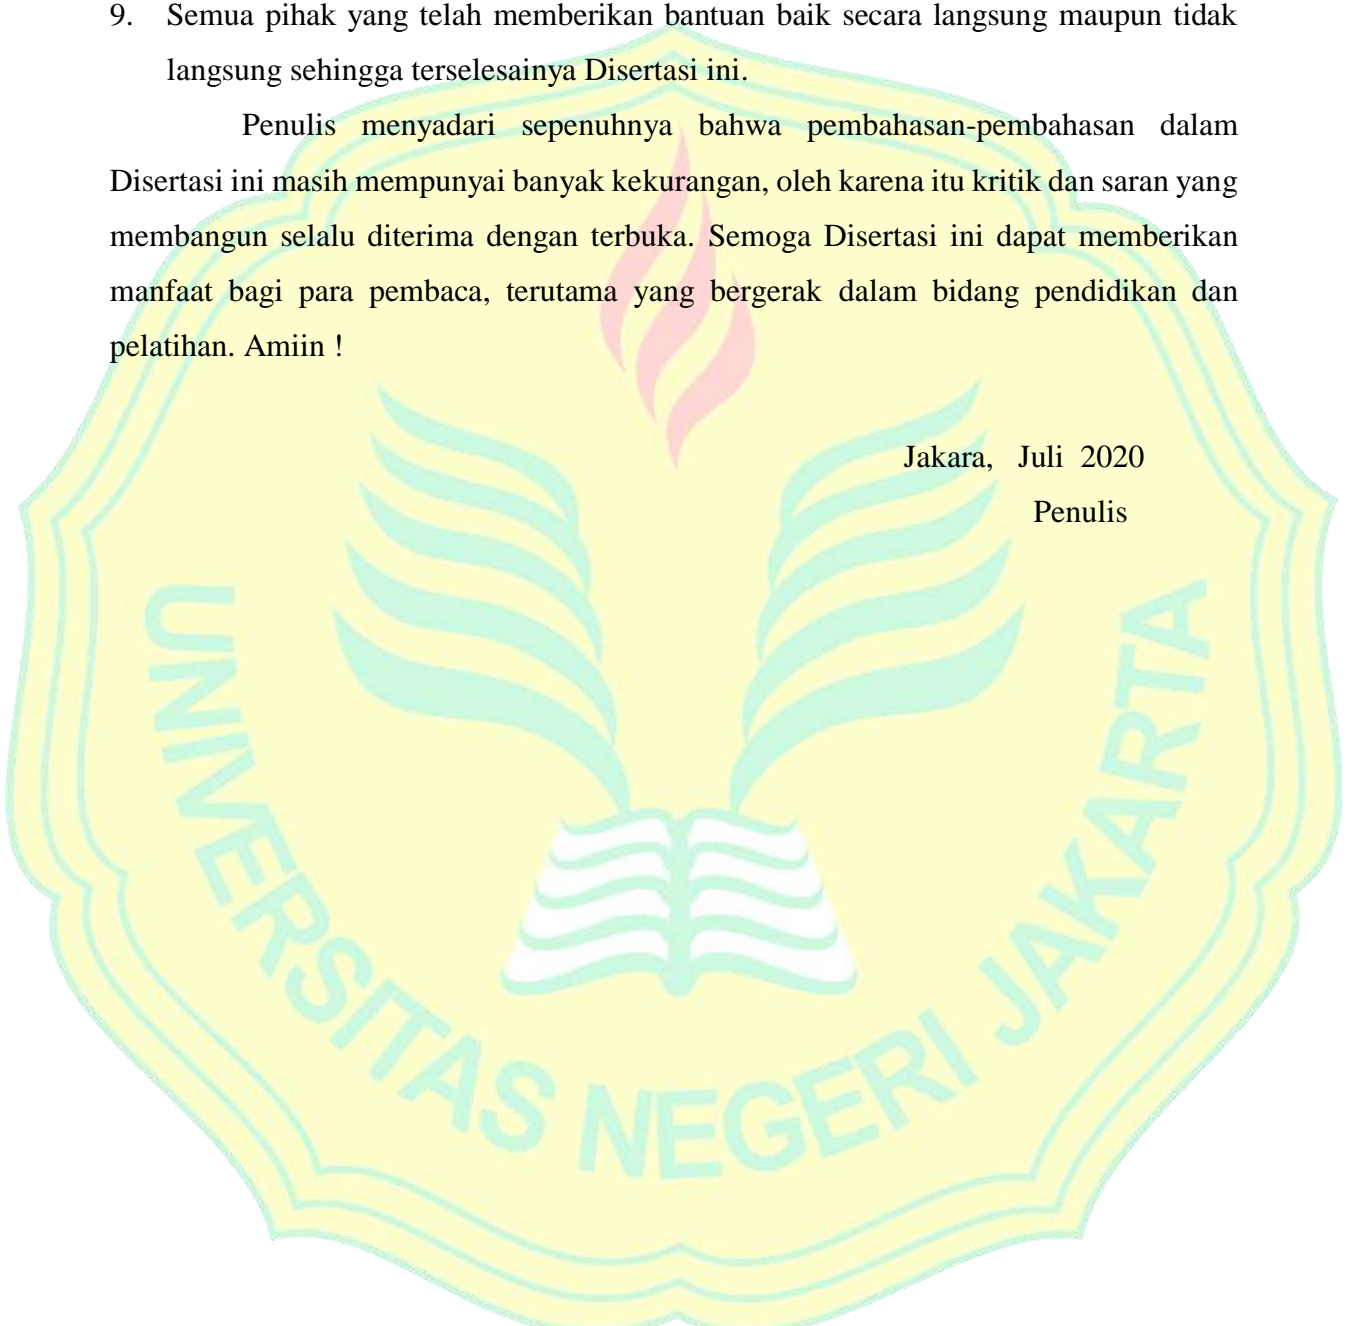 9. Semua pihak yang telah memberikan bantuan baik secara langsung maupun tidak
langsung sehingga terselesainya Disertasi ini.
Penulis menyadari sepenuhnya bahwa pembahasan-pembahasan dalam
Disertasi ini masih mempunyai banyak kekurangan, oleh karena itu kritik dan saran yang
membangun selalu diterima dengan terbuka. Semoga Disertasi ini dapat memberikan
manfaat bagi para pembaca, terutama yang bergerak dalam bidang pendidikan dan
pelatihan. Amiin !
Jakara, Juli 2020
Penulis
UNIVERSITAS NEGERI JAKARTA